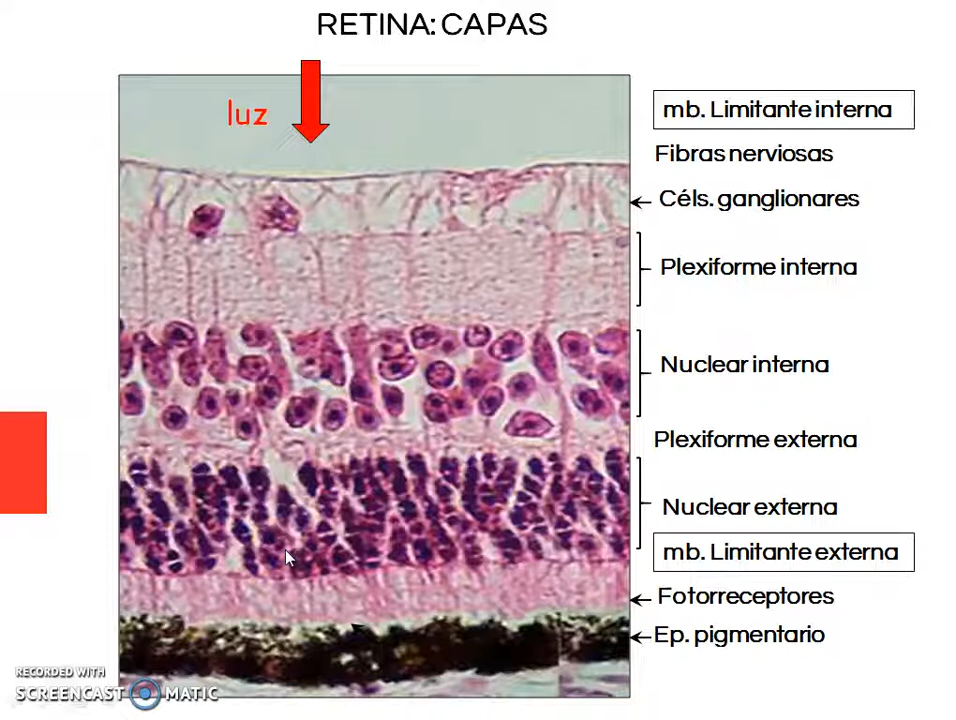 RETINA: CAPAS
luz
mb. Limitante interna
Fibras nerviosas
Céls. ganglionares
Plexiforme interna
Nuclear interna
Plexiforme externa
Nuclear externa
mb. Limitante externa
Fotorreceptores
Ep. pigmentario
RECORDED WITH
SCREENCAST MATIC